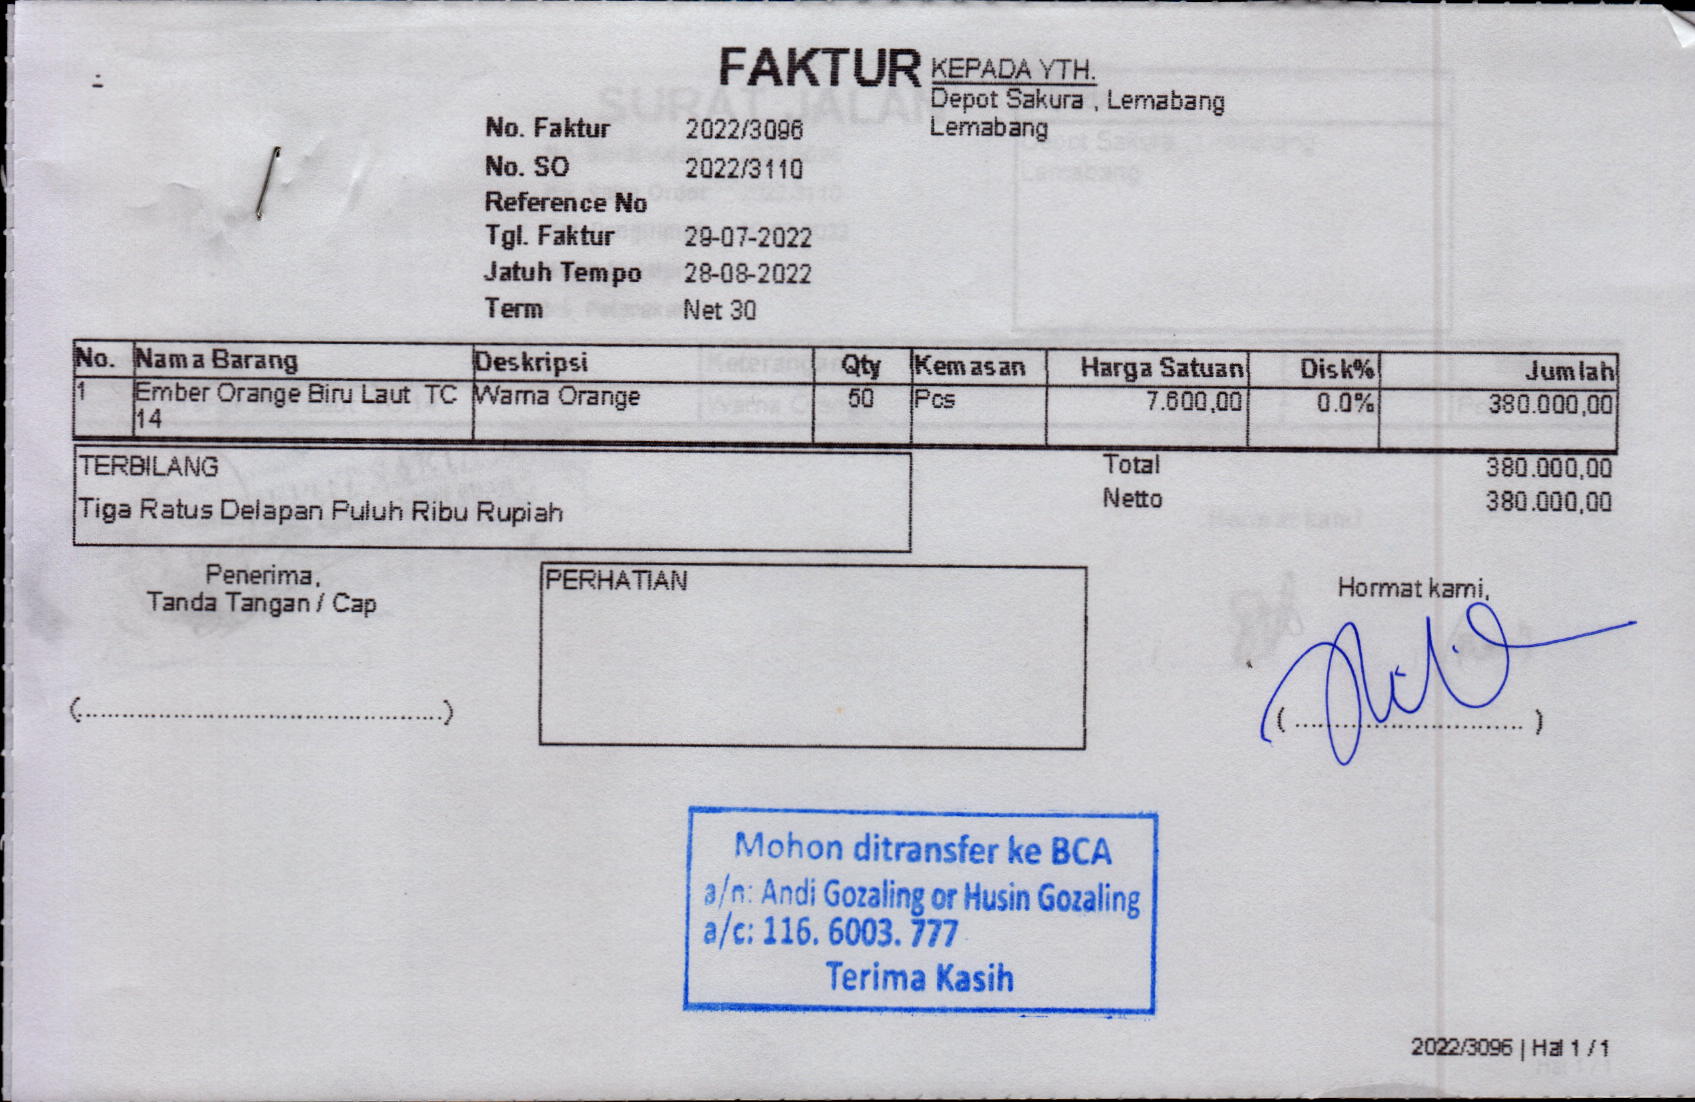 FAKTUR
KEPADA YTH.
Depot Sakura , Lemabang
Lemabang
No. Faktur 2022/3096
No. SO 2022/3110
Reference No
Tgl. Faktur 29-07-2022
Jatuh Tempo 28-08-2022
Term Net 30
No. Nama Barang Deskripsi Qty Kemasan Harga Satuan Disk% Jumlah
1 Ember Orange Biru Laut TC Warna Orange 50 Pcs 7.600,00 0.0% 380.000,00
14
TERBILANG
Tiga Ratus Delapan Puluh Ribu Rupiah
Total 380.000,00
Netto 380.000,00
Penerima,
Tanda Tangan / Cap
(................................................)
PERHATIAN
Hormat kami,
( ................................ )
Mohon ditransfer ke BCA
a/n: Andi Gozaling or Husin Gozaling
a/c: 116. 6003. 777
Terima Kasih
2022/3096 | Hal 1 / 1
SURAT JALAN